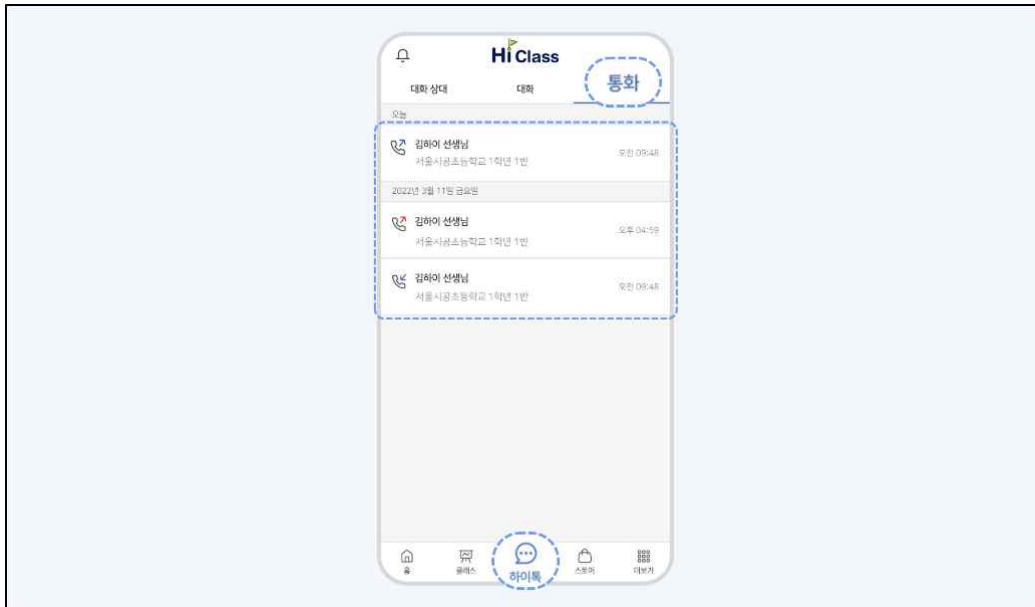 Hi Class
대화 상대 대화 통화
오늘
김하이 선생님
서울시공초등학교 1학년 1반
오전 09:48
2022년 3월 11일 금요일
김하이 선생님
서울시공초등학교 1학년 1반
오후 04:59
김하이 선생님
서울시공초등학교 1학년 1반
오전 09:48
홈 클래스 하이톡 스토어 더보기